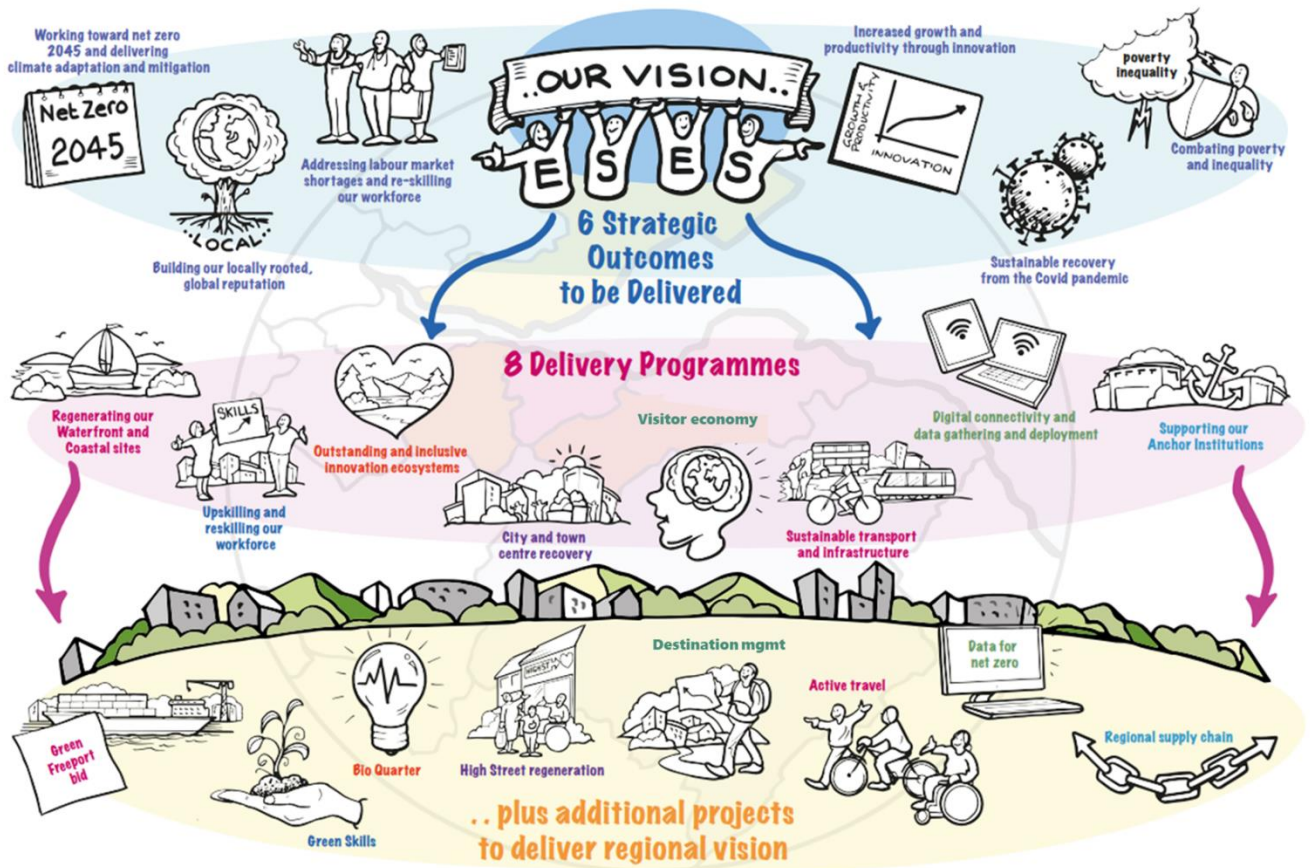 Working toward net zero
2045 and delivering
climate adaptation and mitigation
Net Zero
2045
..LOCAL..
Building our locally rooted,
global reputation
Addressing labour market
shortages and re-skilling
our workforce
..OUR VISION..
E S E S
6 Strategic
Outcomes
to be Delivered
Increased growth and
productivity through innovation
GROWTH &
PRODUCTIVITY
INNOVATION
Sustainable recovery
from the Covid pandemic
poverty
inequality
Combating poverty
and inequality
8 Delivery Programmes
Regenerating our
Waterfront and
Coastal sites
SKILLS
Upskilling and
reskilling our
workforce
Outstanding and inclusive
innovation ecosystems
City and town
centre recovery
Visitor economy
Sustainable transport
and infrastructure
Digital connectivity and
data gathering and deployment
Supporting our
Anchor Institutions
Green
Freeport
bid
Green Skills
Bio Quarter
High Street regeneration
Destination mgmt
Active travel
Data for
net zero
Regional supply chain
.. plus additional projects
to deliver regional vision